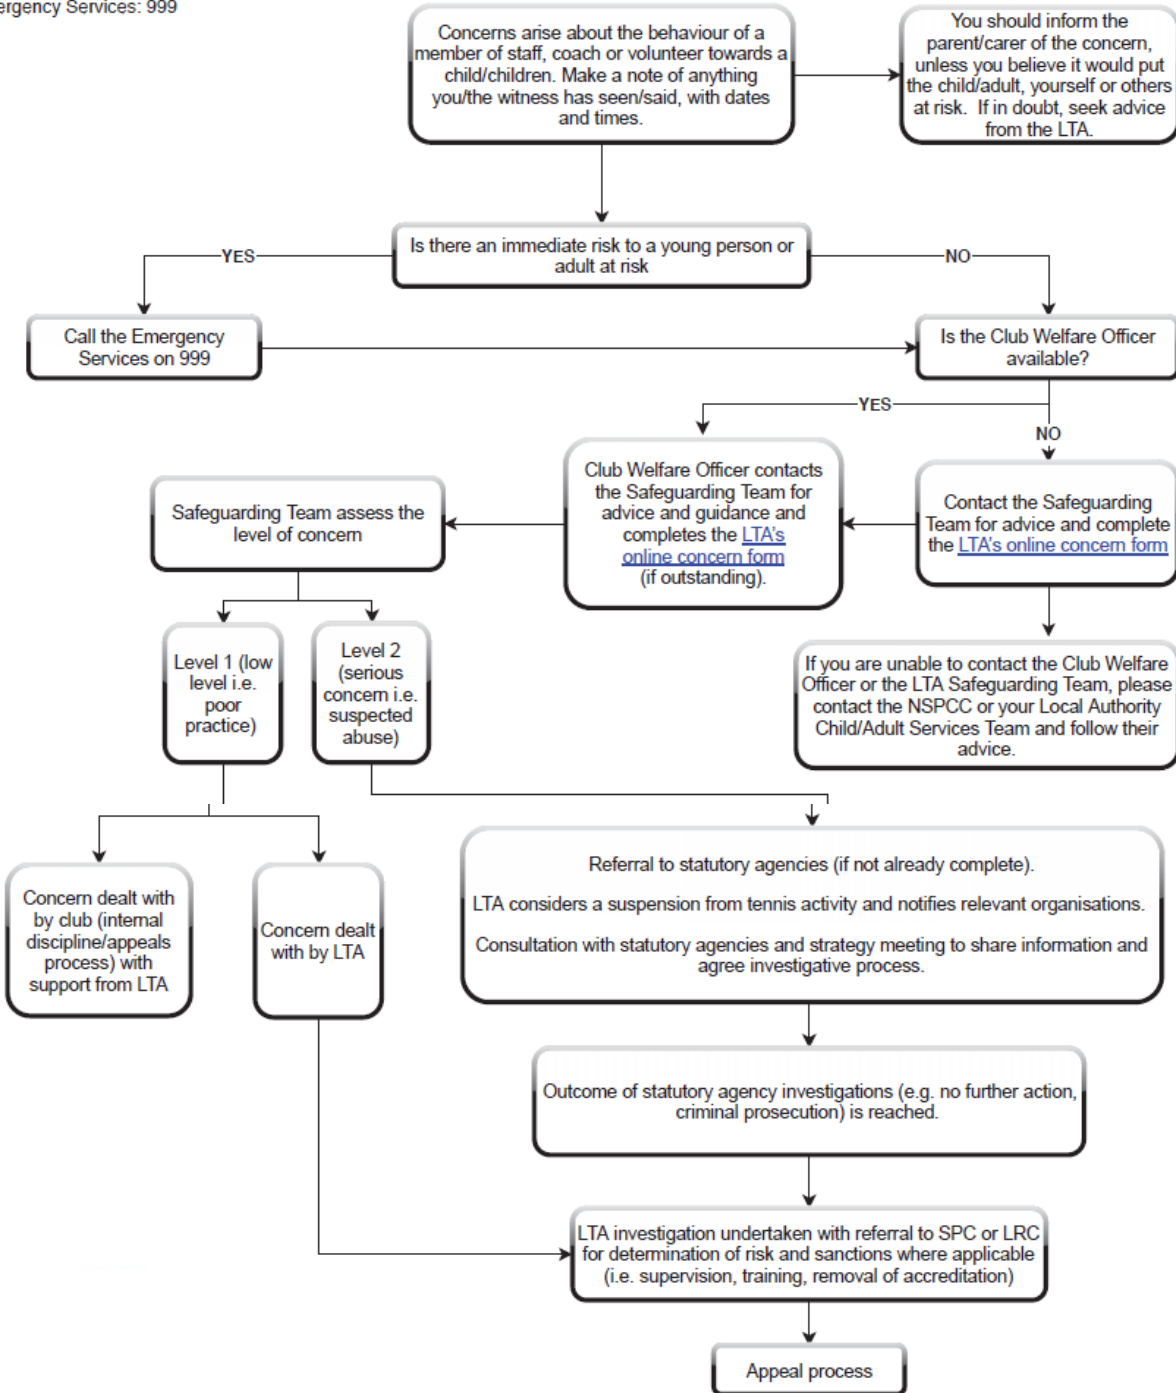 ergency Services: 999
Concerns arise about the behaviour of a
member of staff, coach or volunteer towards a
child/children. Make a note of anything
you/the witness has seen/said, with dates
and times.
You should inform the
parent/carer of the concern,
unless you believe it would put
the child/adult, yourself or others
at risk.  If in doubt, seek advice
from the LTA.
Is there an immediate risk to a young person or
adult at risk
YES
NO
Call the Emergency
Services on 999
Is the Club Welfare Officer
available?
YES
NO
Club Welfare Officer contacts
the Safeguarding Team for
advice and guidance and
completes the LTA's
online concern form
(if outstanding).
Contact the Safeguarding
Team for advice and complete
the LTA's online concern form
Safeguarding Team assess the
level of concern
Level 1 (low
level i.e.
poor
practice)
Level 2
(serious
concern i.e.
suspected
abuse)
If you are unable to contact the Club Welfare
Officer or the LTA Safeguarding Team, please
contact the NSPCC or your Local Authority
Child/Adult Services Team and follow their
advice.
Concern dealt with
by club (internal
discipline/appeals
process) with
support from LTA
Concern dealt
with by LTA
Referral to statutory agencies (if not already complete).
LTA considers a suspension from tennis activity and notifies relevant organisations.
Consultation with statutory agencies and strategy meeting to share information and
agree investigative process.
Outcome of statutory agency investigations (e.g. no further action,
criminal prosecution) is reached.
LTA investigation undertaken with referral to SPC or LRC
for determination of risk and sanctions where applicable
(i.e. supervision, training, removal of accreditation)
Appeal process